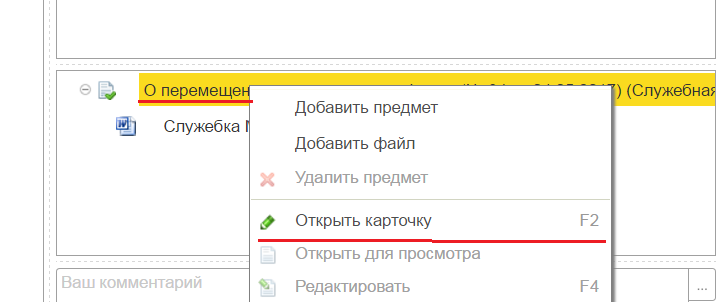 О перемещен
(Служебная
Служебка
Добавить предмет
Добавить файл
Удалить предмет
Открыть карточку F2
Открыть для просмотра
Редактировать F4
Ваш комментарий ...